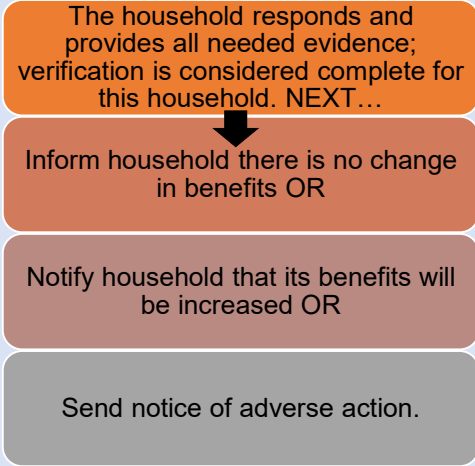 The household responds and
provides all needed evidence;
verification is considered complete for
this household. NEXT…
Inform household there is no change
in benefits OR
Notify household that its benefits will
be increased OR
Send notice of adverse action.